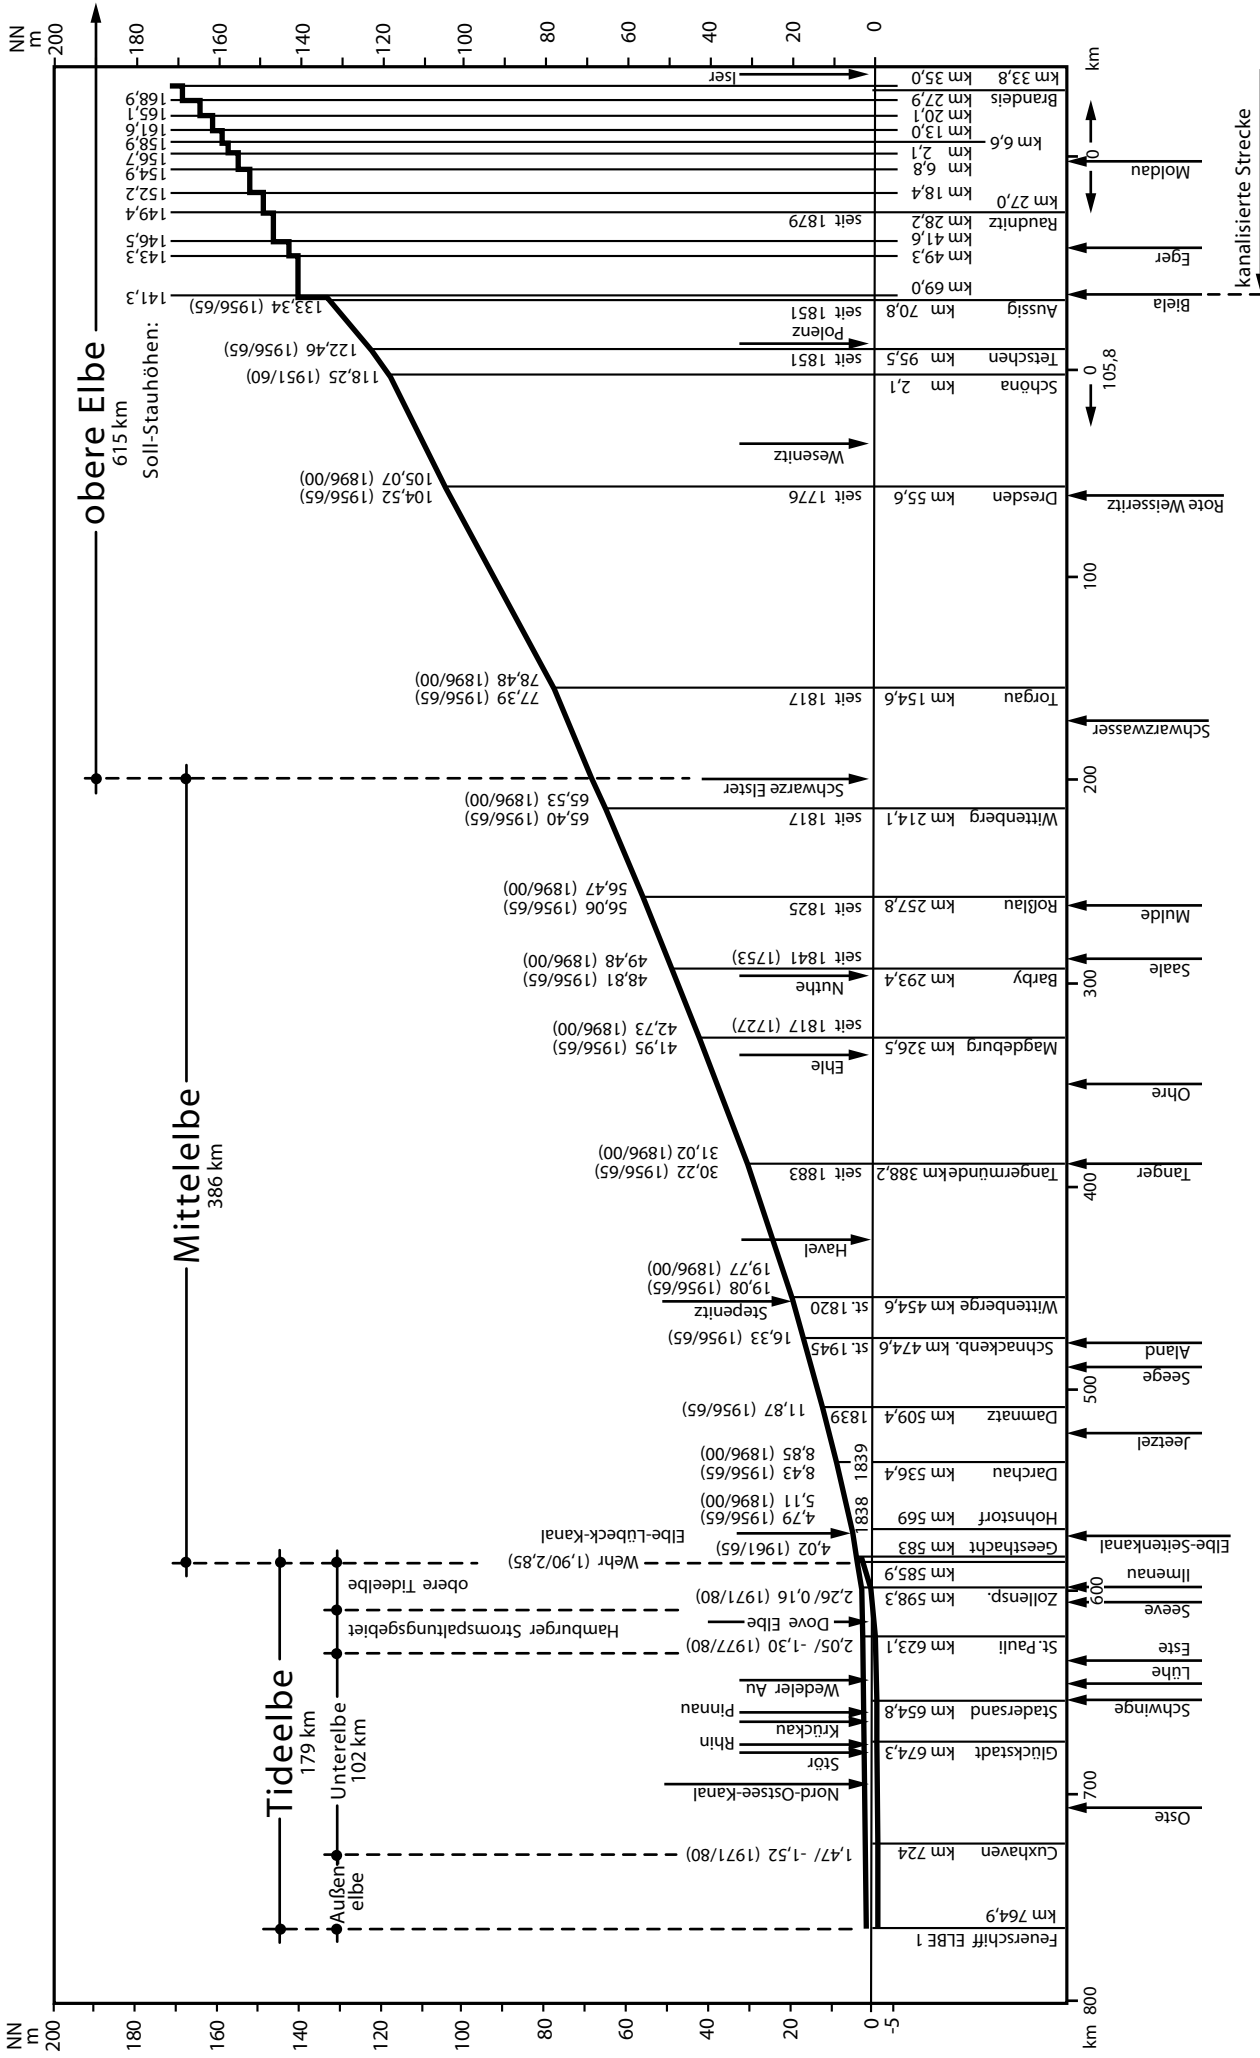 NN
m
200
180
160
140
120
100
80
60
40
20
0
km
168,9
165,1
161,6
158,9
156,7
154,9
152,2
149,4
146,5
143,3
141,3
obere Elbe
615 km
Soll-Stauhöhen:
Mittelelbe
386 km
Tideelbe
179 km
obere Tideelbe
Hamburger Stromspaltungsgebiet
Unterelbe
102 km
Außen-
elbe
133,34 (1956/65)
122,46 (1956/65)
118,25 (1951/60)
105,07 (1896/00)
104,52 (1956/65)
78,48 (1896/00)
77,39 (1956/65)
65,53 (1896/00)
65,40 (1956/65)
56,47 (1896/00)
56,06 (1956/65)
49,48 (1896/00)
48,81 (1956/65)
42,73 (1896/00)
41,95 (1956/65)
31,02 (1896/00)
30,22 (1956/65)
19,77 (1896/00)
19,08 (1956/65)
16,33 (1956/65)
11,87 (1956/65)
8,85 (1896/00)
8,43 (1956/65)
5,11 (1896/00)
4,79 (1956/65)
4,02 (1961/65)
Wehr (1,90/2,85)
2,26/ 0,16 (1971/80)
2,05/ -1,30 (1977/80)
1,47/ -1,52 (1971/80)
Iser
Polenz
Wesenitz
Schwarze Elster
Nuthe
Ehle
Havel
Stepenitz
Elbe-Lübeck-Kanal
Dove Elbe
Wedeler Au
Pinnau
Krückau
Rhin
Stör
Nord-Ostsee-Kanal
km 33,8
km 35,0
Brandeis km 27,9
km 20,1
km 13,0
km 6,6
km 2,1
km 6,8
km 18,4
km 27,0
Raudnitz km 28,2 seit 1879
km 41,6
km 49,3
km 69,0
Aussig km 70,8 seit 1851
Tetschen km 95,5 seit 1851
Schöna km 2,1
Dresden km 55,6 seit 1776
Torgau km 154,6 seit 1817
Wittenberg km 214,1 seit 1817
Roßlau km 257,8 seit 1825
Barby km 293,4 seit 1841 (1753)
Magdeburg km 326,5 seit 1817 (1727)
Tangermünde km 388,2 seit 1883
Wittenberge km 454,6 st. 1820
Schnackenb. km 474,6 st. 1945
Damnatz km 509,4 1839
Darchau km 536,4 1839
Hohnstorf km 569 1838
Geesthacht km 583
585,9
Zollensp. km 598,3
St. Pauli km 623,1
Stadersand km 654,8
Glückstadt km 674,3
Cuxhaven km 724
km 764,9
Feuerschiff ELBE 1
0
0
105,8
100
200
300
400
500
600
700
800
km
Moldau
Eger
Biela
kanalisierte Strecke
Rote Weisseritz
Schwarzwasser
Mulde
Saale
Ohre
Tanger
Aland
Seege
Jeetzel
Elbe-Seitenkanal
Ilmenau
Seeve
Este
Lühe
Schwinge
Oste
NN
m
200
180
160
140
120
100
80
60
40
20
0
-5